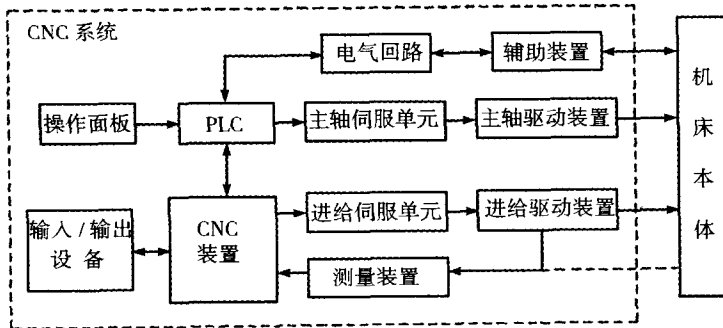 CNC 系统
电气回路
辅助装置
操作面板
PLC
主轴伺服单元
主轴驱动装置
输入 / 输出
设 备
CNC
装置
进给伺服单元
进给驱动装置
测量装置
机
床
本
体